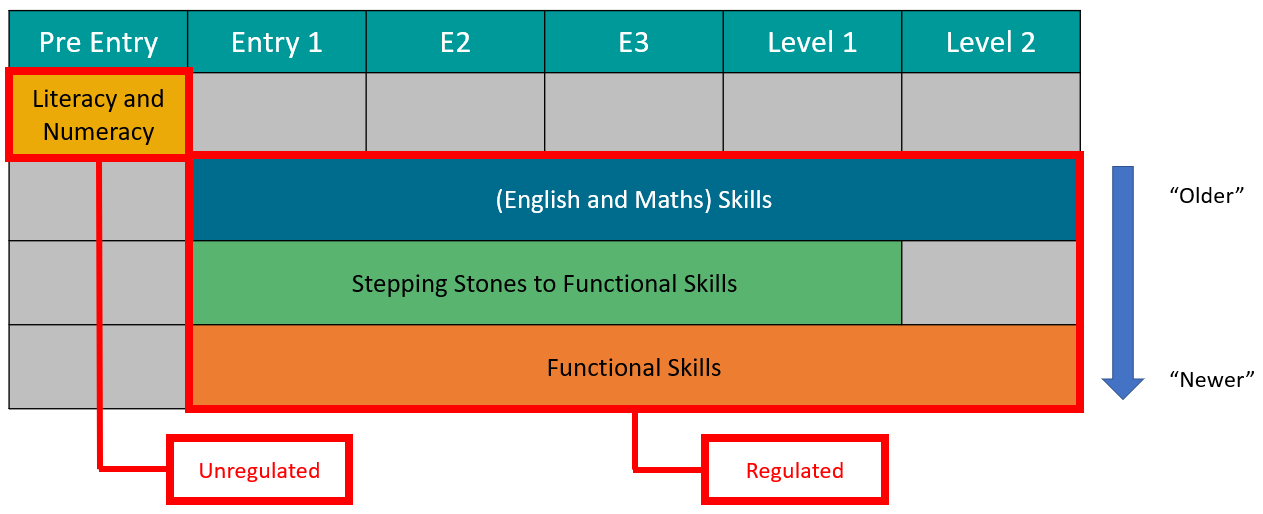 Pre Entry
Entry 1
E2
E3
Level 1
Level 2
Literacy and
Numeracy
(English and Maths) Skills
“Older”
Stepping Stones to Functional Skills
Functional Skills
“Newer”
Unregulated
Regulated